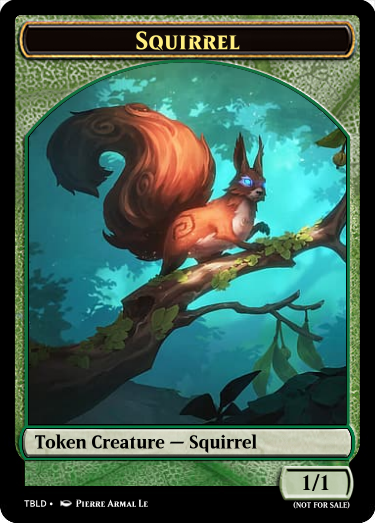 Squirrel
Token Creature — Squirrel
1/1
TBLD • Pierre Armal Le
(NOT FOR SALE)